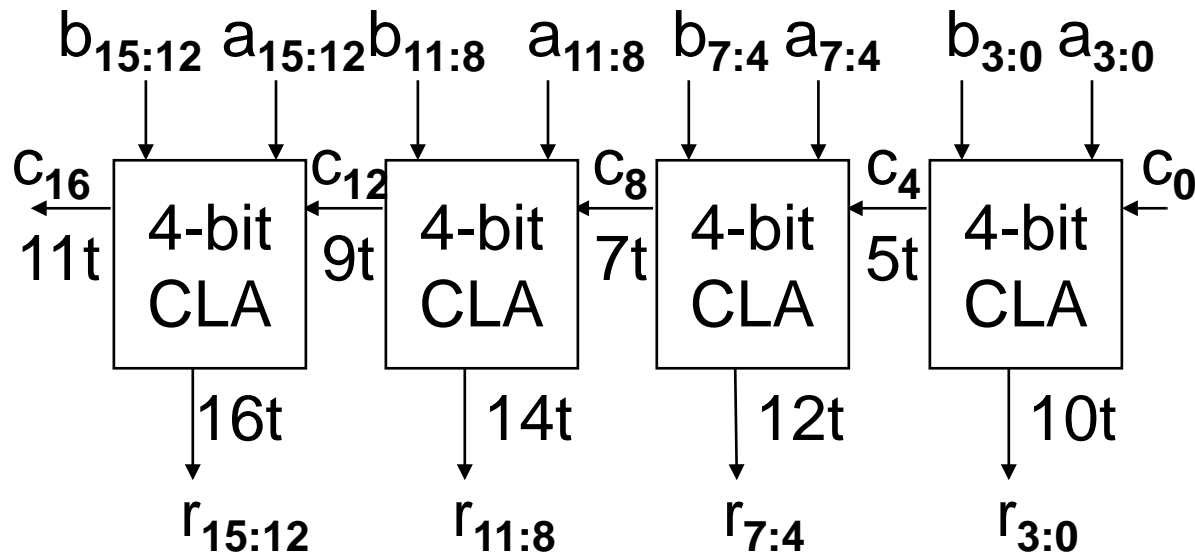 b15:12 a15:12 b11:8 a11:8 b7:4 a7:4 b3:0 a3:0
c16 c12 c8 c4 c0
4-bit 4-bit 4-bit 4-bit
11t 9t 7t 5t
CLA CLA CLA CLA
16t 14t 12t 10t
r15:12 r11:8 r7:4 r3:0